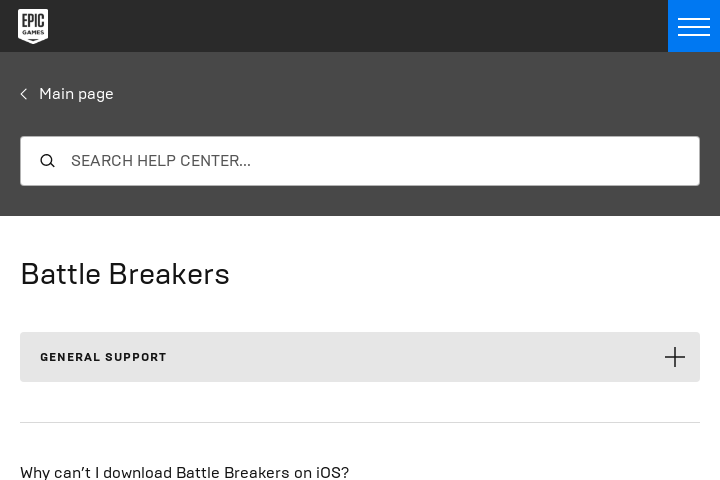 EPIC
GAMES
Main page
SEARCH HELP CENTER...
Battle Breakers
GENERAL SUPPORT
Why can’t I download Battle Breakers on iOS?